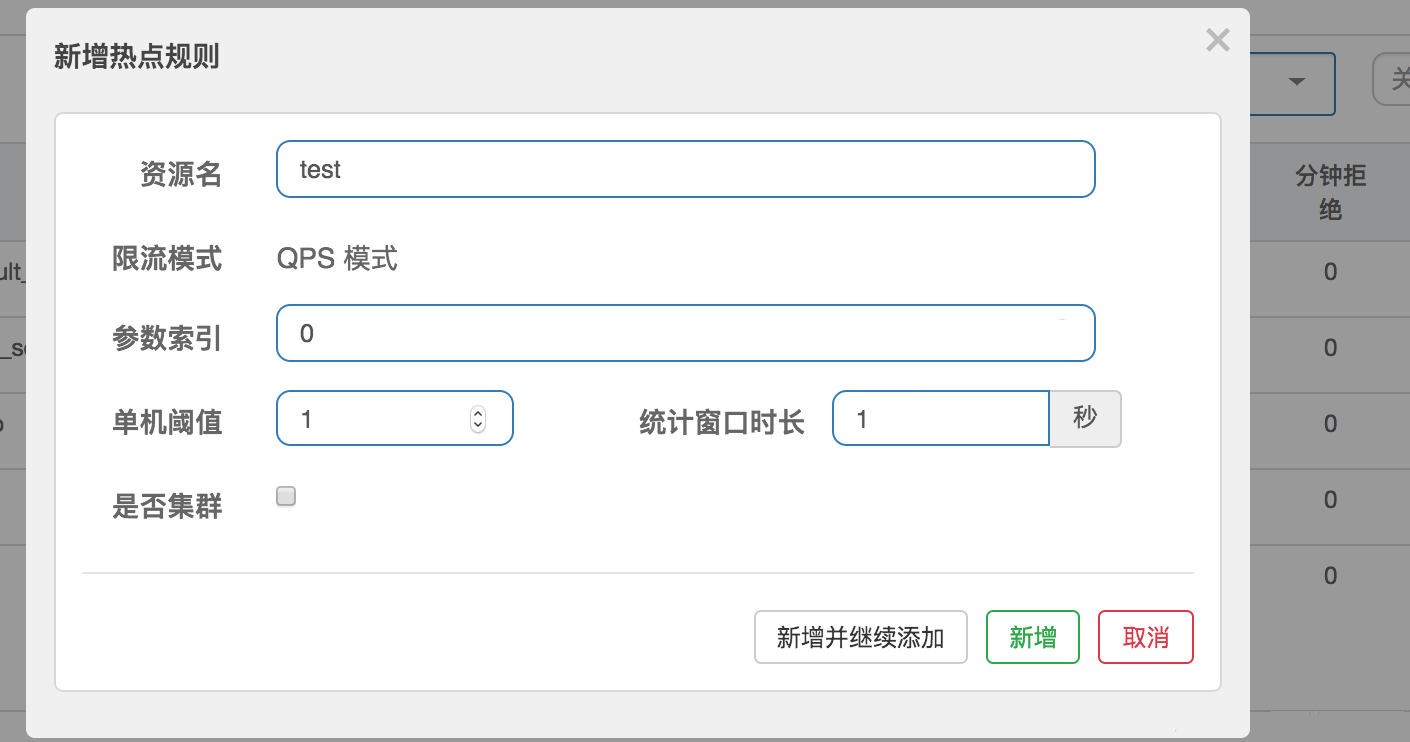 新增热点规则
×
关
资源名 test
分钟拒
绝
限流模式 QPS 模式
ult_
0
参数索引 0
_se
0
单机阈值 1 统计窗口时长 1 秒
0
是否集群
0
0
新增并继续添加 新增 取消